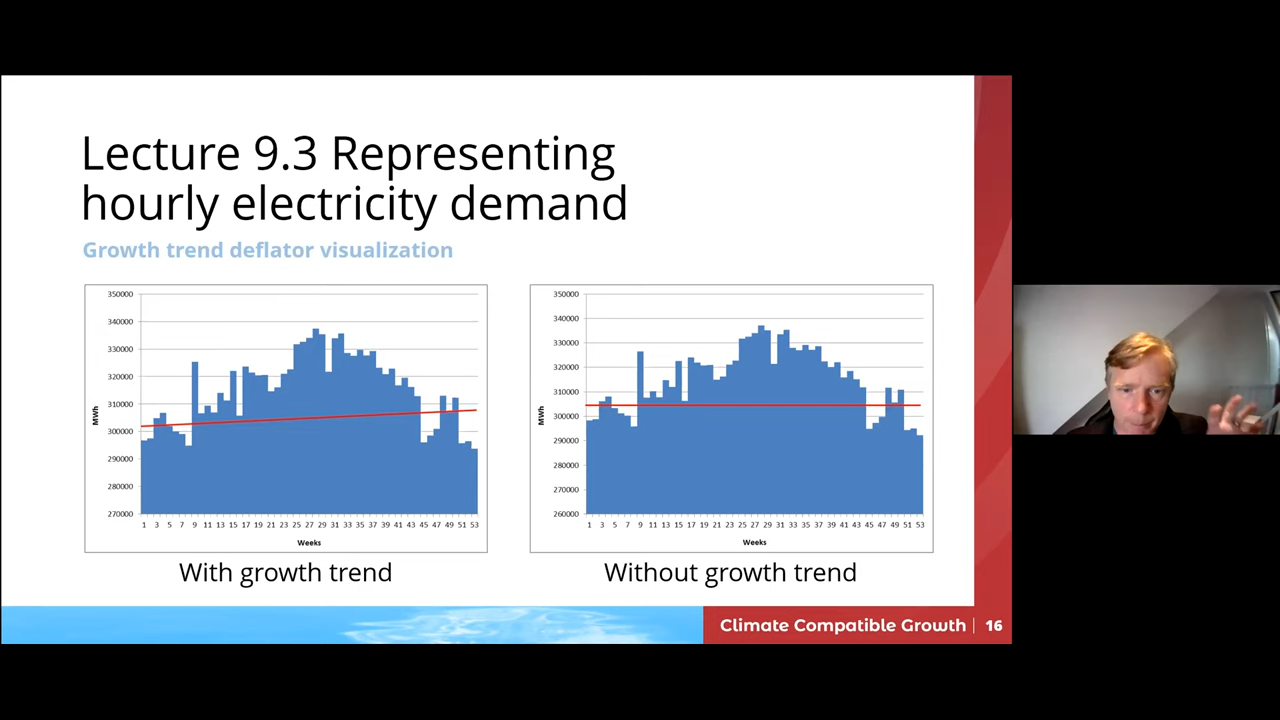 Lecture 9.3 Representing
hourly electricity demand
Growth trend deflator visualization
350000
340000
330000
320000
310000
300000
290000
280000
270000
MWh
1 3 5 7 9 11 13 15 17 19 21 23 25 27 29 31 33 35 37 39 41 43 45 47 49 51 53
Weeks
With growth trend
350000
340000
330000
320000
310000
300000
290000
280000
270000
260000
MWh
1 3 5 7 9 11 13 15 17 19 21 23 25 27 29 31 33 35 37 39 41 43 45 47 49 51 53
Weeks
Without growth trend
Climate Compatible Growth | 16